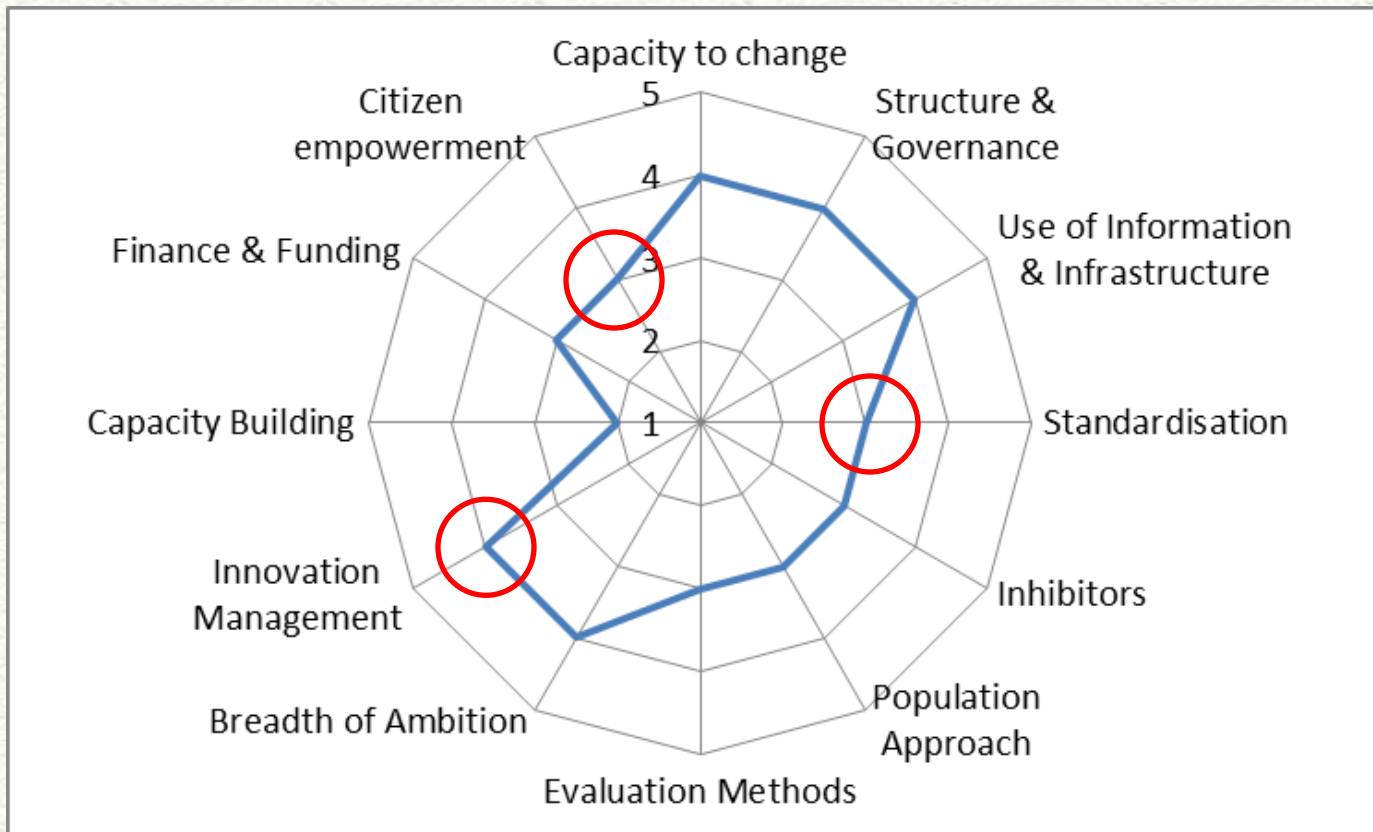 Capacity to change
Citizen
empowerment
5
Structure &
Governance
4
Use of Information
& Infrastructure
Finance & Funding
3
2
Capacity Building
1
Standardisation
Innovation
Management
Inhibitors
Breadth of Ambition
Population
Approach
Evaluation Methods